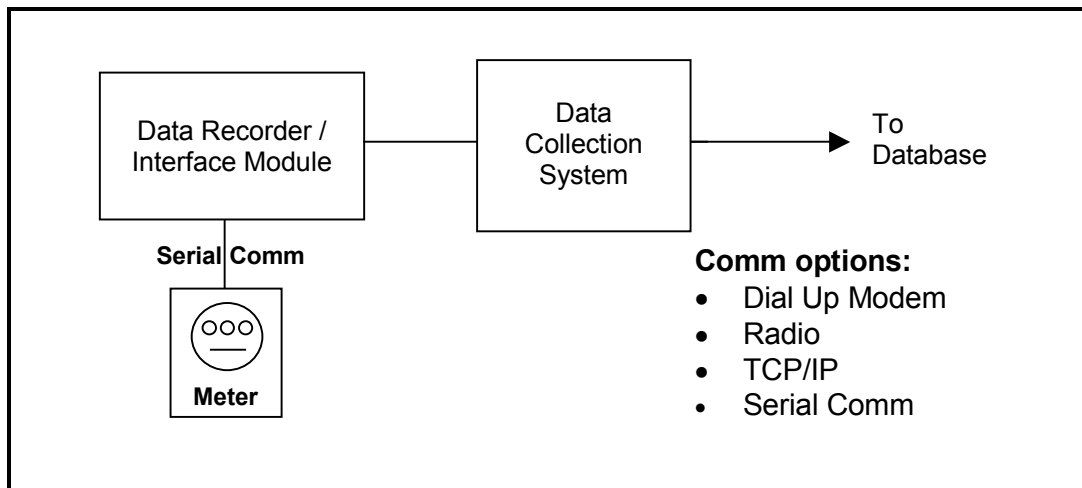 Data Recorder /
Interface Module
Data
Collection
System
To
Database
Serial Comm
Meter
Comm options:
• Dial Up Modem
• Radio
• TCP/IP
• Serial Comm